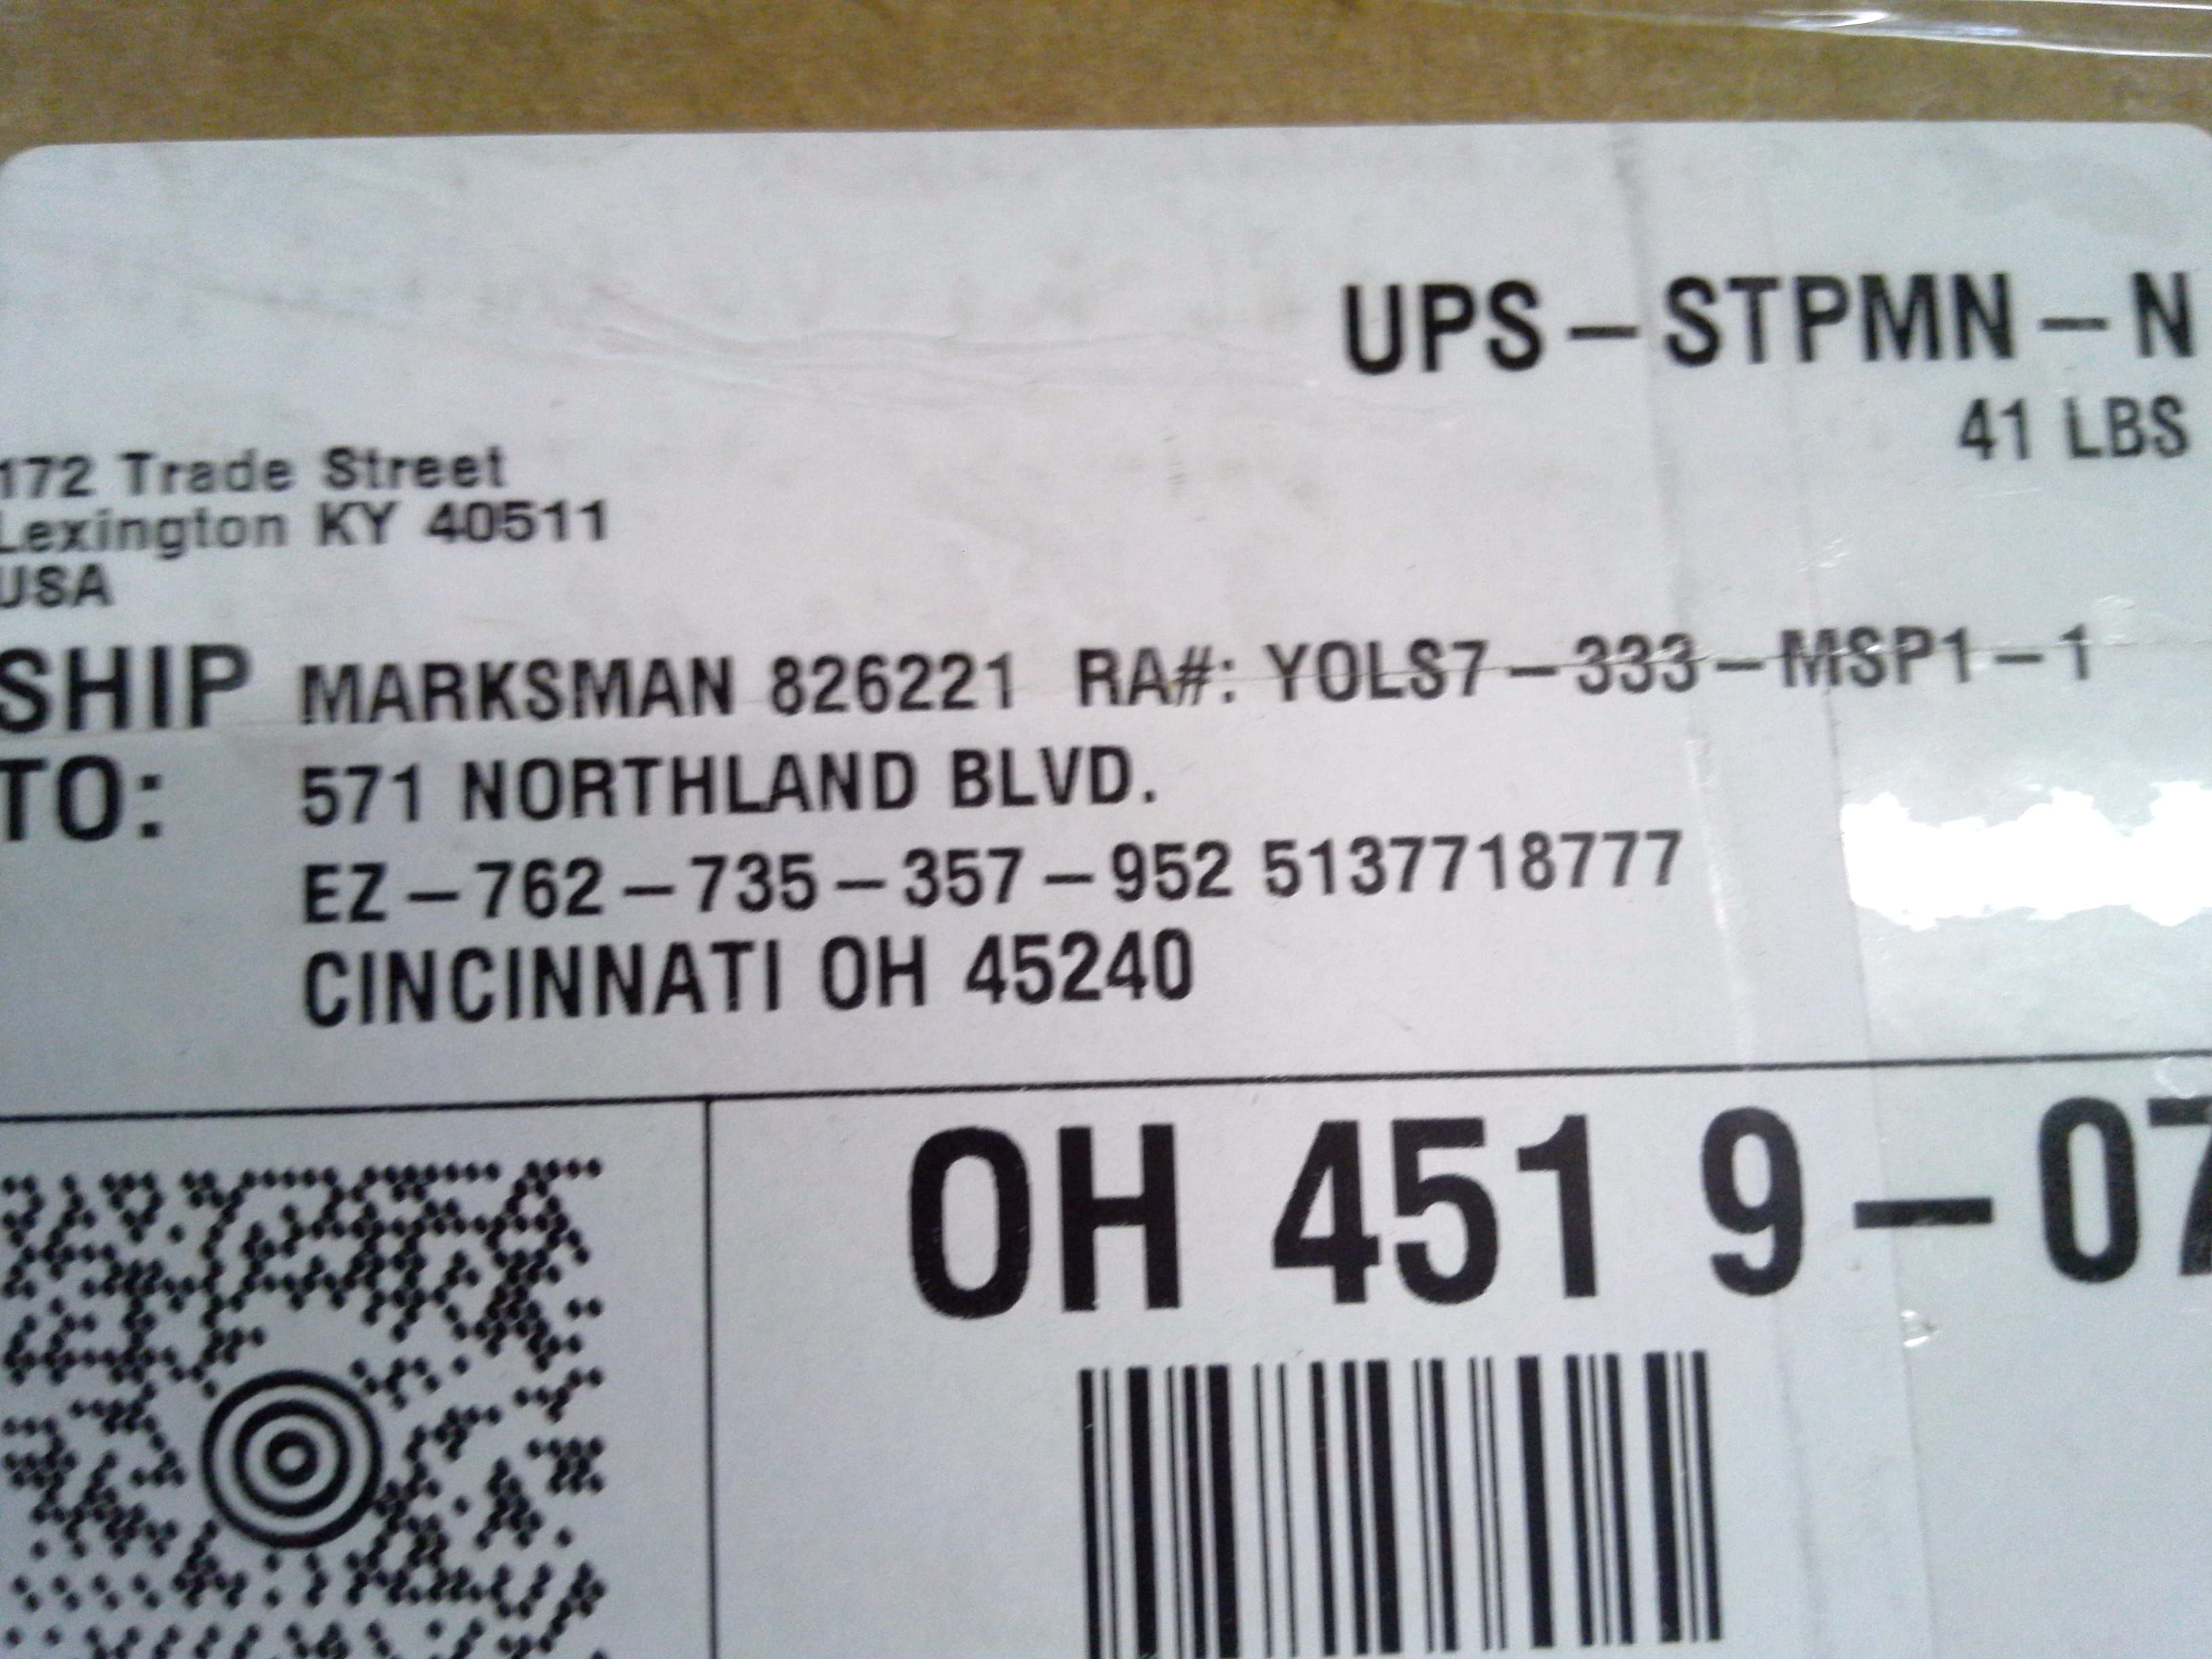 UPS-STPMN-N
41 LBS
172 Trade Street
Lexington KY 40511
USA
SHIP TO:
MARKSMAN 826221 RA#: YOLS7-333-MSP1-1
571 NORTHLAND BLVD.
EZ-762-735-357-952 5137718777
CINCINNATI OH 45240
OH 451 9-07